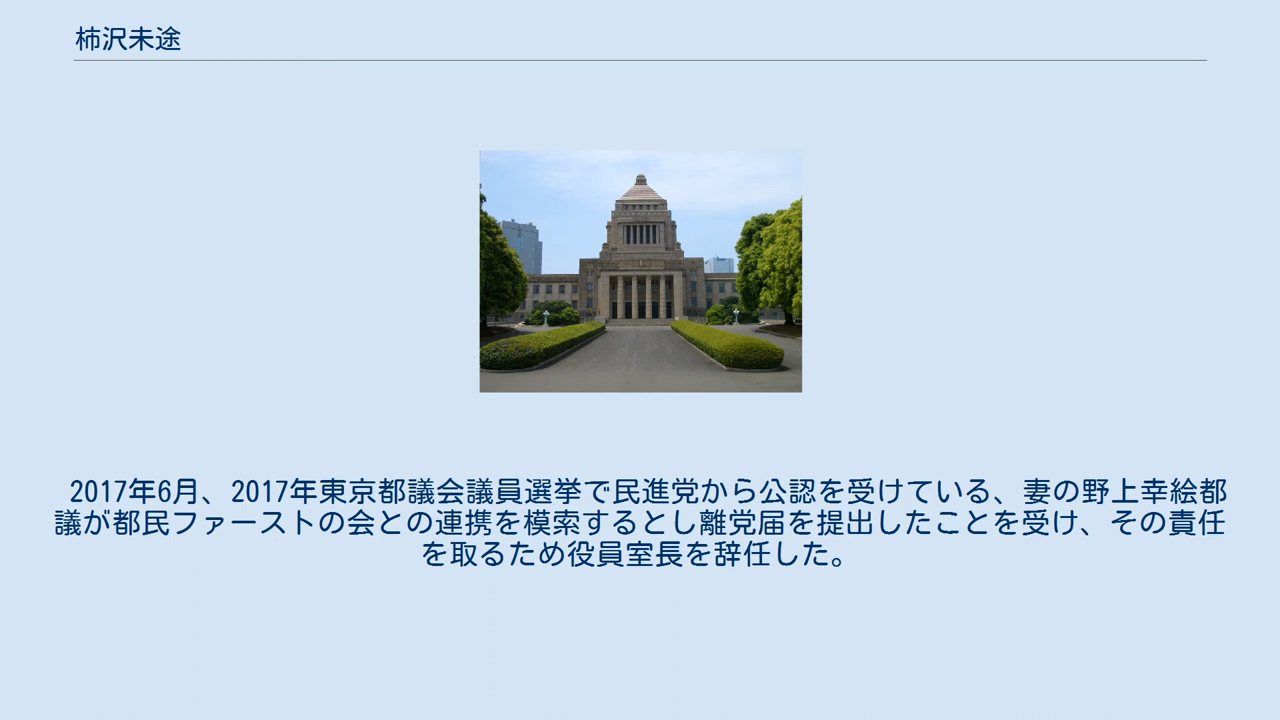 柿沢未途
2017年6月、2017年東京都議会議員選挙で民進党から公認を受けている、妻の野上幸絵都
議が都民ファーストの会との連携を模索するとし離党届を提出したことを受け、その責任
を取るため役員室長を辞任した。